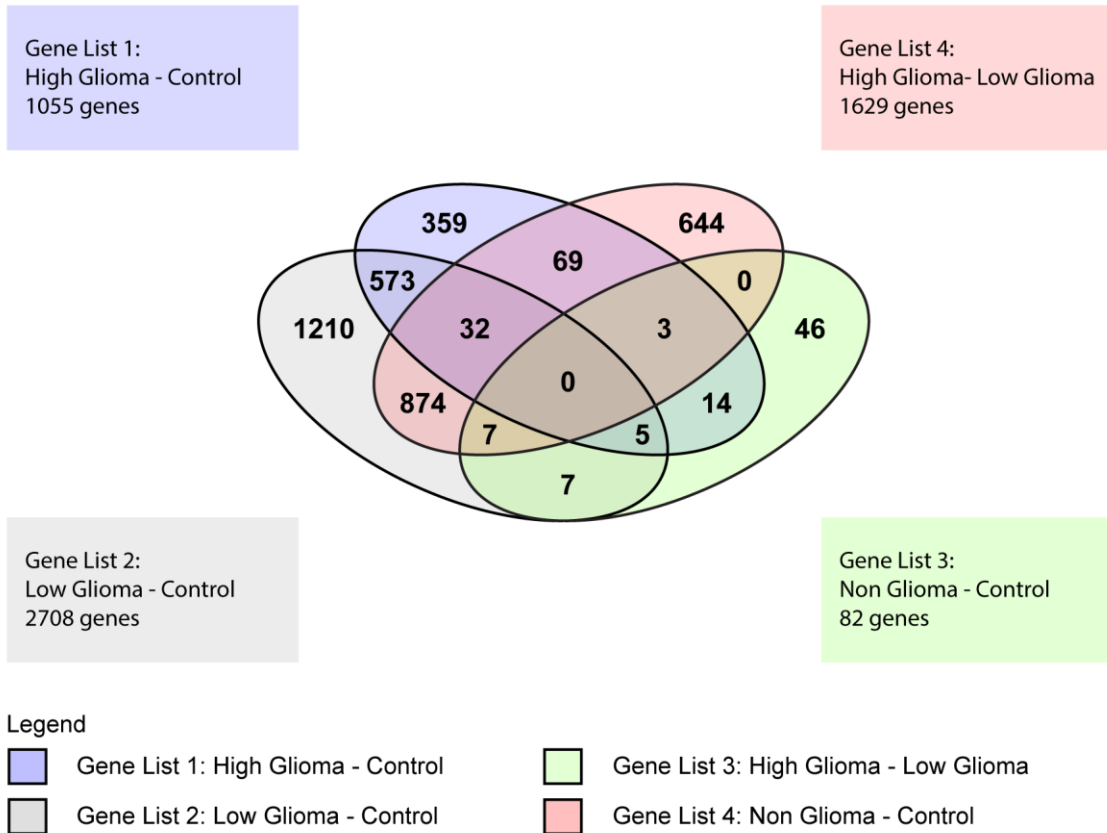 Gene List 1:
High Glioma - Control
1055 genes
Gene List 4:
High Glioma- Low Glioma
1629 genes
359
644
69
573
0
1210
32
3
46
0
874
14
7
5
7
Gene List 2:
Low Glioma - Control
2708 genes
Gene List 3:
Non Glioma - Control
82 genes
Legend
Gene List 1: High Glioma - Control
Gene List 3: High Glioma - Low Glioma
Gene List 2: Low Glioma - Control
Gene List 4: Non Glioma - Control